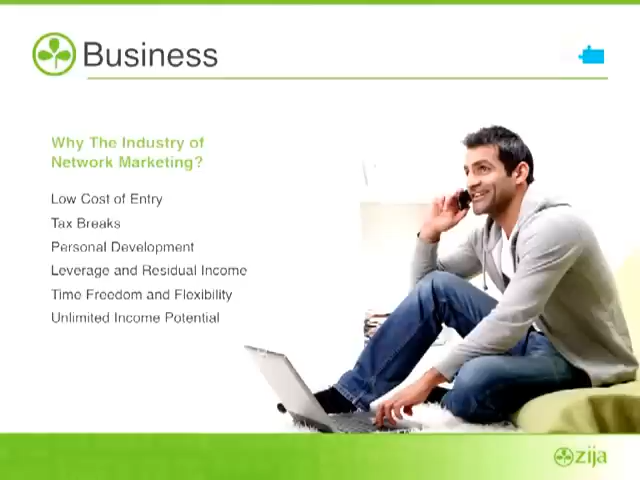 Business
Why The Industry of
Network Marketing?
Low Cost of Entry
Tax Breaks
Personal Development
Leverage and Residual Income
Time Freedom and Flexibility
Unlimited Income Potential
zija